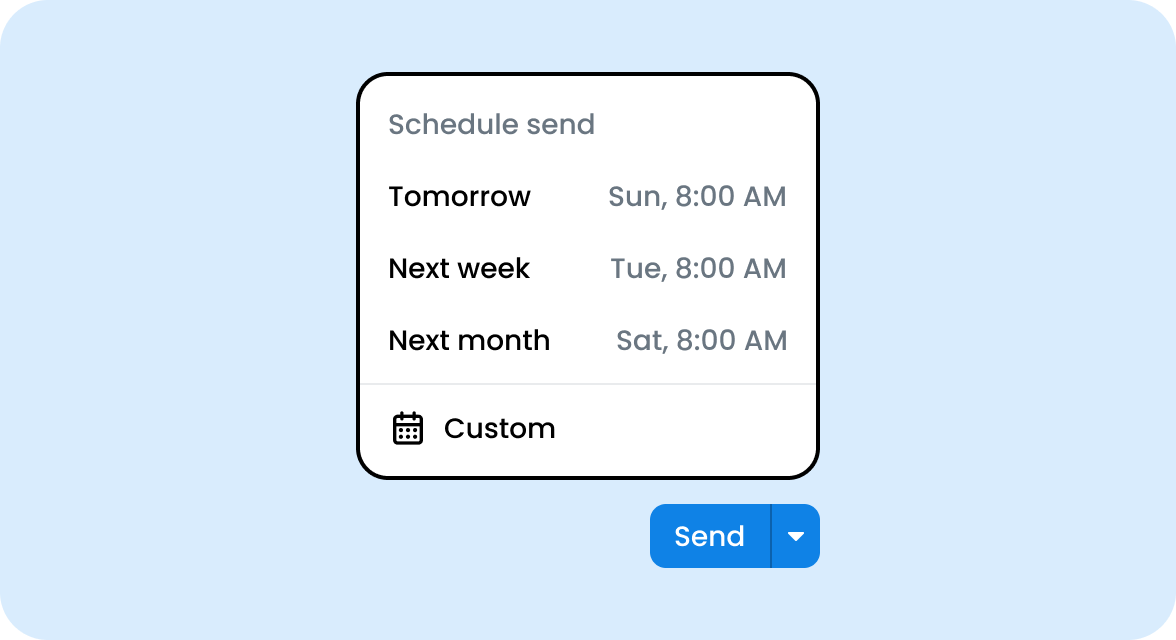 Schedule send
Tomorrow Sun, 8:00 AM
Next week Tue, 8:00 AM
Next month Sat, 8:00 AM
Custom
Send